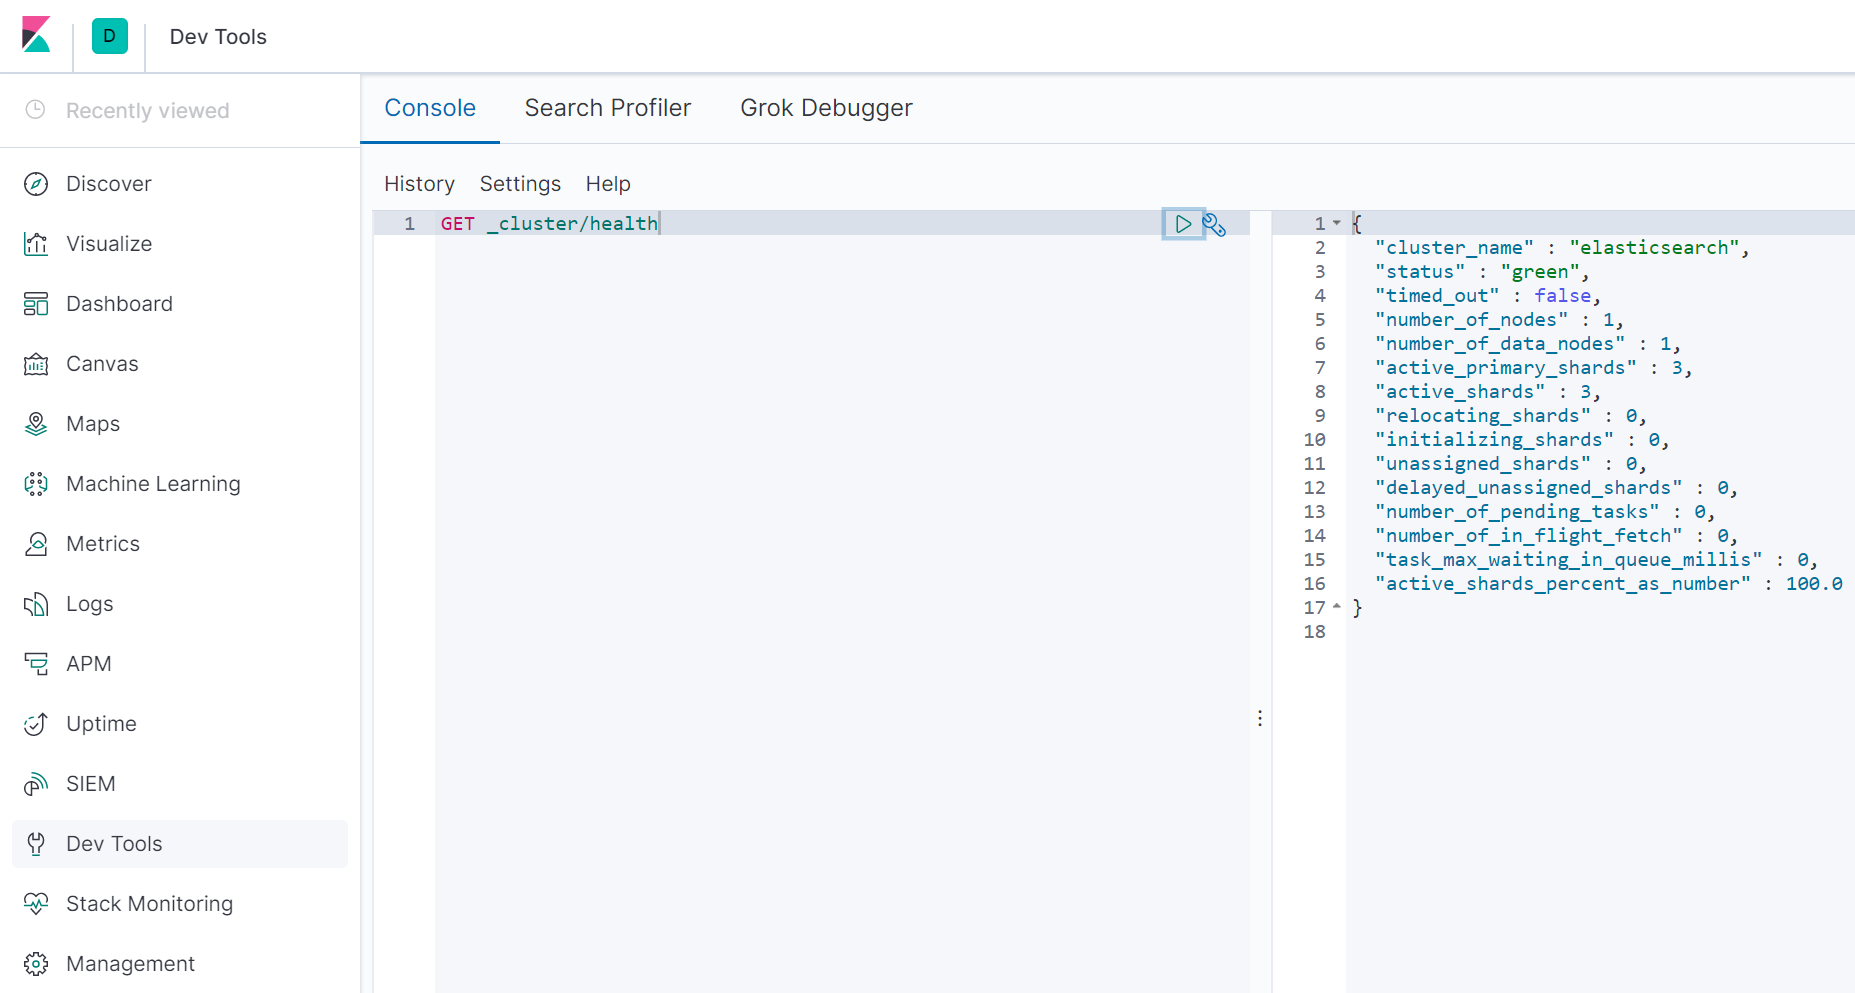 D
Dev Tools
Recently viewed
Discover
Visualize
Dashboard
Canvas
Maps
Machine Learning
Metrics
Logs
APM
Uptime
SIEM
Dev Tools
Stack Monitoring
Management
Console
Search Profiler
Grok Debugger
History
Settings
Help
1 GET _cluster/health
1 {
2 "cluster_name" : "elasticsearch",
3 "status" : "green",
4 "timed_out" : false,
5 "number_of_nodes" : 1,
6 "number_of_data_nodes" : 1,
7 "active_primary_shards" : 3,
8 "active_shards" : 3,
9 "relocating_shards" : 0,
10 "initializing_shards" : 0,
11 "unassigned_shards" : 0,
12 "delayed_unassigned_shards" : 0,
13 "number_of_pending_tasks" : 0,
14 "number_of_in_flight_fetch" : 0,
15 "task_max_waiting_in_queue_millis" : 0,
16 "active_shards_percent_as_number" : 100.0
17 }
18